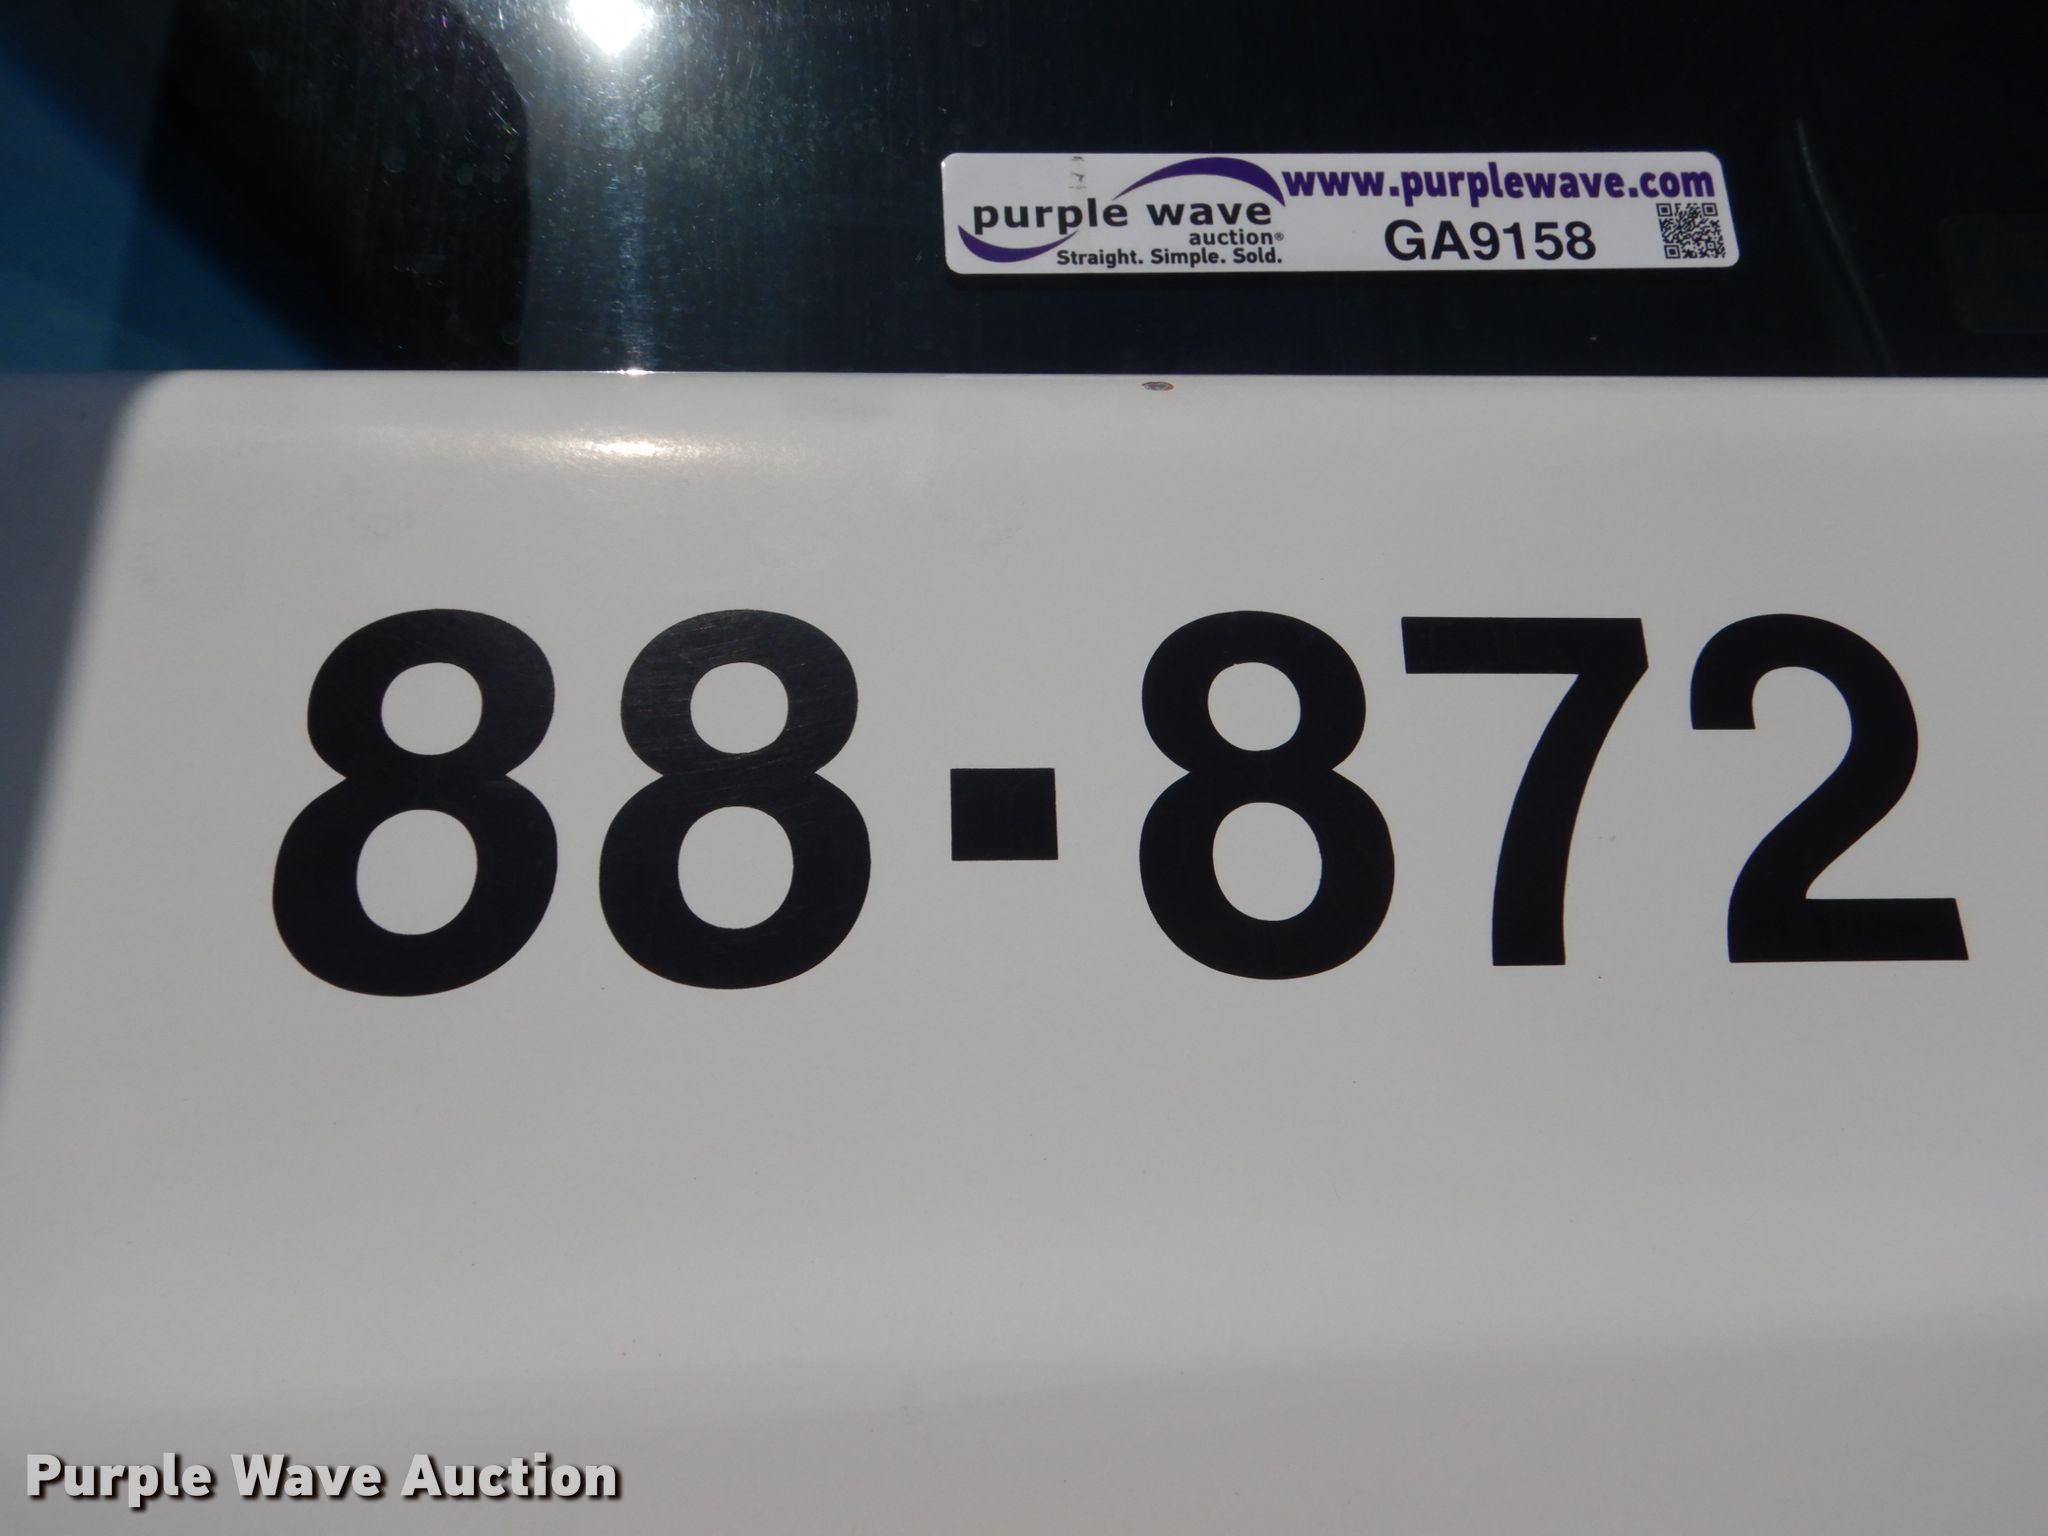 www.purplewave.com
purple wave
auction®
GA9158
Straight. Simple. Sold.
88-872
Purple Wave Auction